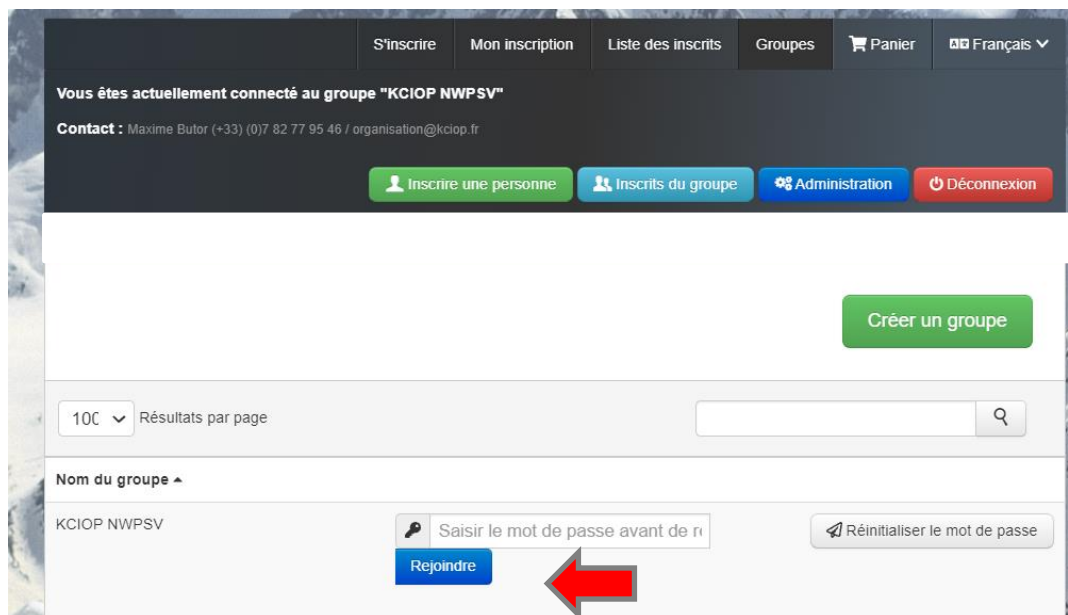 S'inscrire Mon inscription Liste des inscrits Groupes Panier Français
Vous êtes actuellement connecté au groupe "KCIOP NWPSV"
Contact : Maxime Butor (+33) (0)7 82 77 95 46 / organisation@kciop.fr
Inscrire une personne Inscrits du groupe Administration Déconnexion
Créer un groupe
100 Résultats par page
Nom du groupe
KCIOP NWPSV Saisir le mot de passe avant de r Réinitialiser le mot de passe
Rejoindre